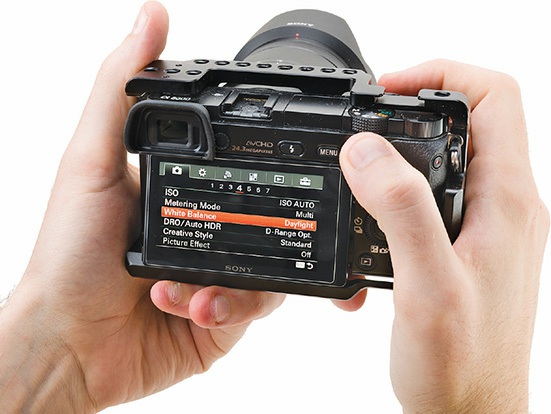 SONY
α6000
AVCHD
24.3 MEGA PIXELS
MENU
1 2 3 4 5 6 7
ISO ISO AUTO
Metering Mode Multi
White Balance Daylight
DRO/Auto HDR D-Range Opt.
Creative Style Standard
Picture Effect Off
SONY